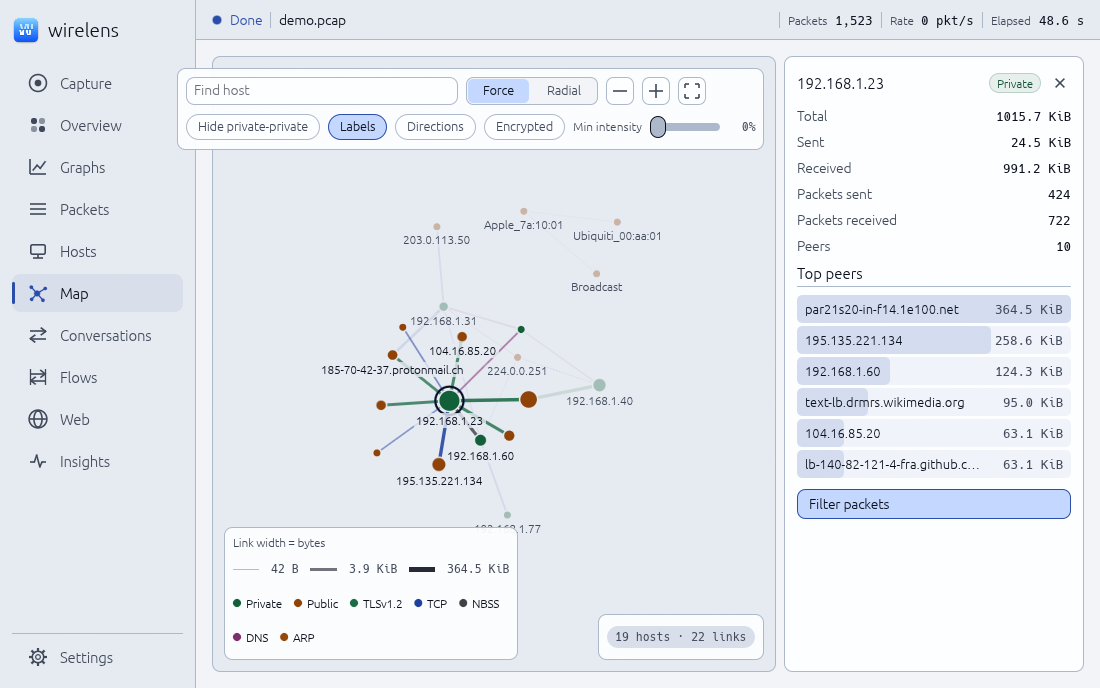 wirelens
Capture
Overview
Graphs
Packets
Hosts
Map
Conversations
Flows
Web
Insights
Settings
Done demo.pcap
Packets 1,523 Rate 0 pkt/s Elapsed 48.6 s
Find host Force Radial
Hide private-private Labels Directions Encrypted Min intensity 0%
Apple_7a:10:01
203.0.113.50
Ubiquiti_00:aa:01
Broadcast
192.168.1.31
104.16.85.20
185-70-42-37.protonmail.ch
224.0.0.251
192.168.1.40
192.168.1.23
192.168.1.60
195.135.221.134
192.168.1.77
Link width = bytes
42 B 3.9 KiB 364.5 KiB
Private Public TLSv1.2 TCP NBSS
DNS ARP
19 hosts · 22 links
192.168.1.23 Private
Total 1015.7 KiB
Sent 24.5 KiB
Received 991.2 KiB
Packets sent 424
Packets received 722
Peers 10
Top peers
par21s20-in-f14.1e100.net 364.5 KiB
195.135.221.134 258.6 KiB
192.168.1.60 124.3 KiB
text-lb.drmrs.wikimedia.org 95.0 KiB
104.16.85.20 63.1 KiB
lb-140-82-121-4-fra.github.c... 63.1 KiB
Filter packets